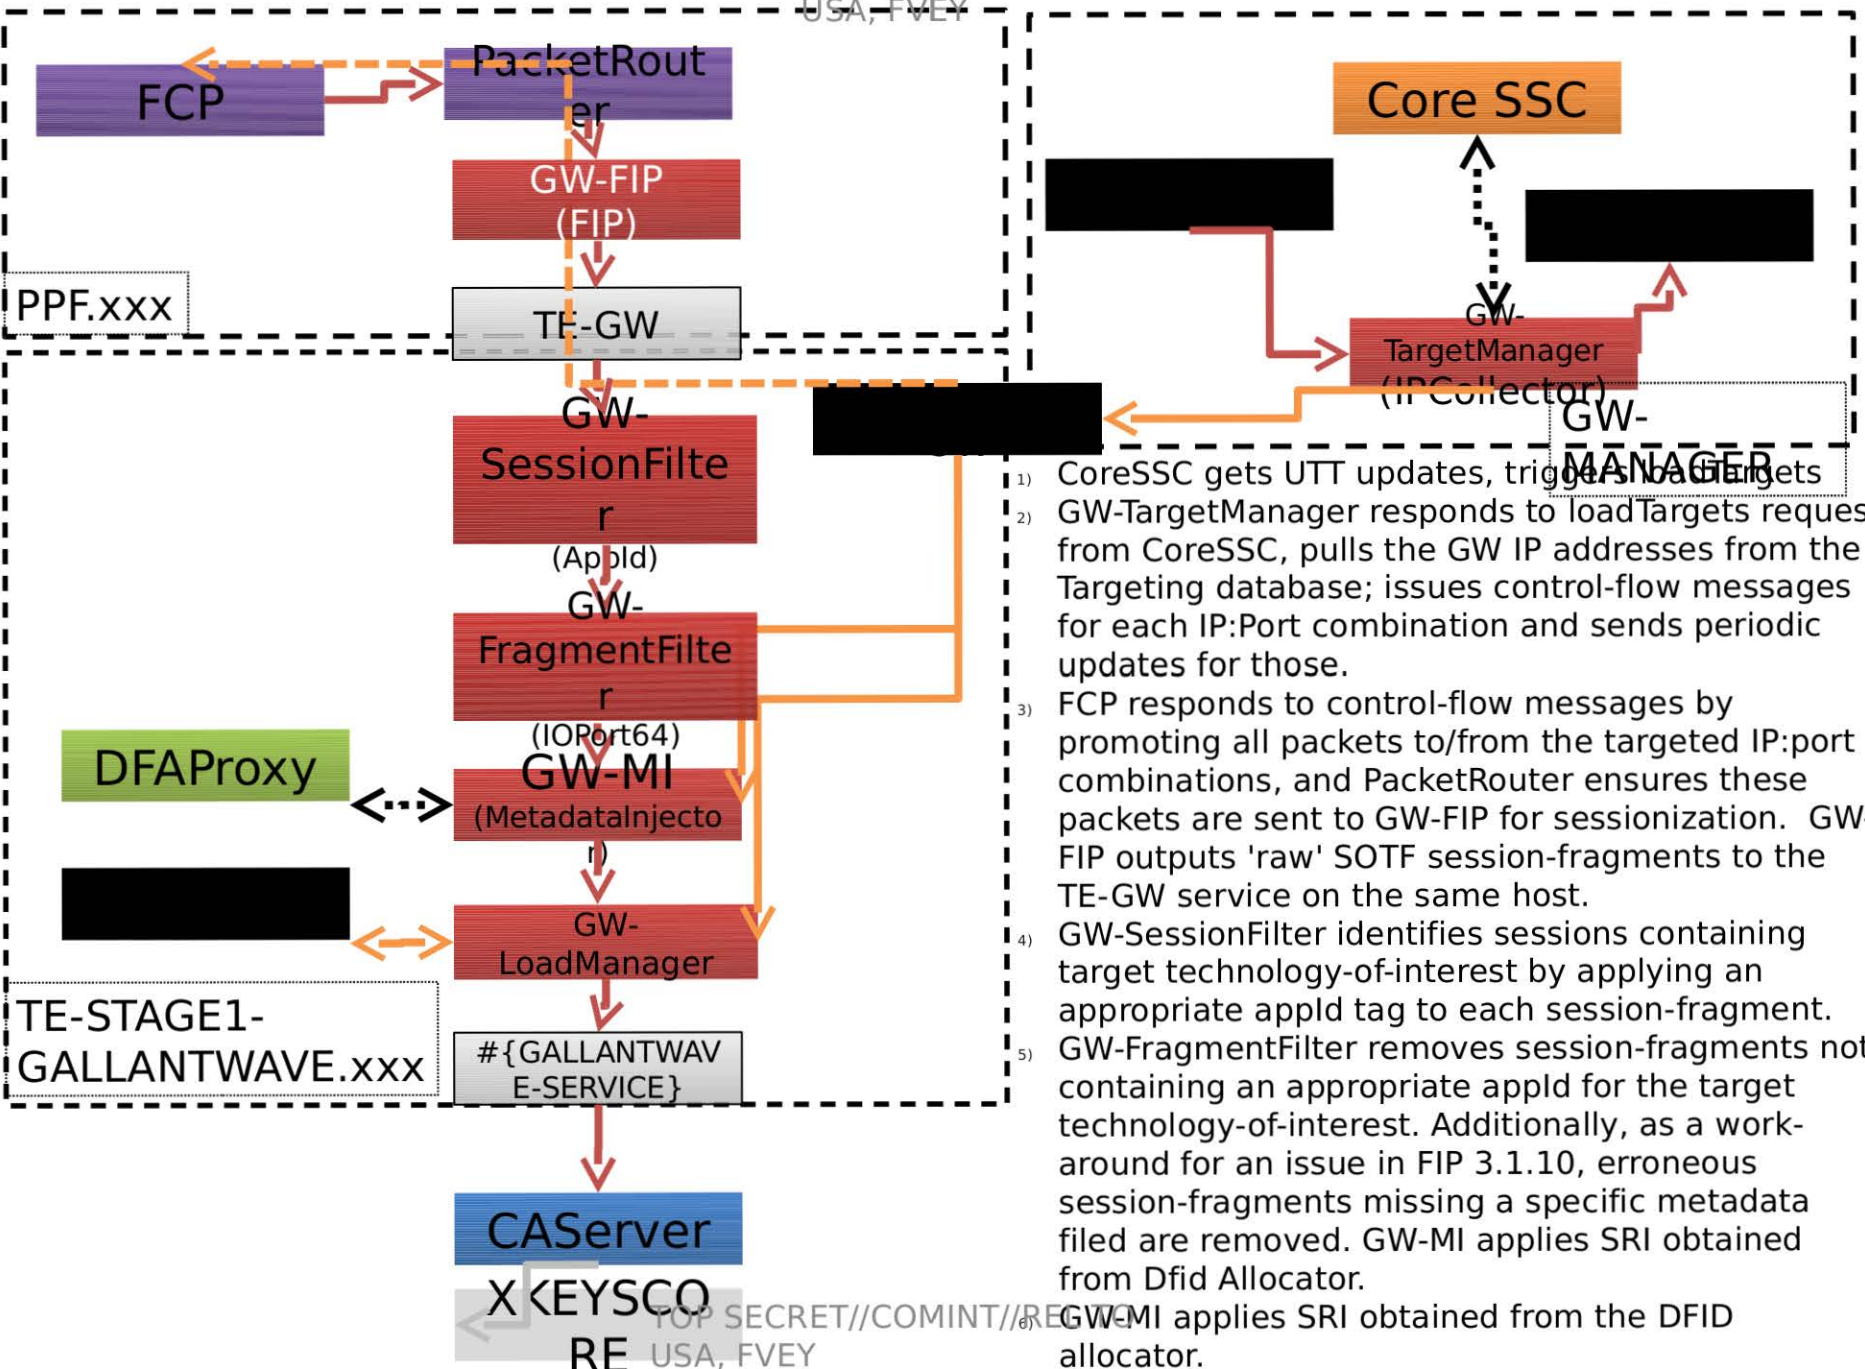 USA, FVEY
FCP
PacketRout
er
GW-FIP
(FIP)
PPF.xxx
TE-GW
GW-
SessionFilte
r
(AppId)
GW-
FragmentFilte
r
(IOPort64)
DFAProxy
GW-MI
(MetadataInjecto
r)
GW-
LoadManager
TE-STAGE1-
GALLANTWAVE.xxx
#{GALLANTWAV
E-SERVICE}
CAServer
XKEYSCO
RE
Core SSC
GW-
TargetManager
(IPCollector)
GW-
MANAGER
1) CoreSSC gets UTT updates, triggers loadTargets
2) GW-TargetManager responds to loadTargets reques
from CoreSSC, pulls the GW IP addresses from the
Targeting database; issues control-flow messages
for each IP:Port combination and sends periodic
updates for those.
3) FCP responds to control-flow messages by
promoting all packets to/from the targeted IP:port
combinations, and PacketRouter ensures these
packets are sent to GW-FIP for sessionization. GW-
FIP outputs 'raw' SOTF session-fragments to the
TE-GW service on the same host.
4) GW-SessionFilter identifies sessions containing
target technology-of-interest by applying an
appropriate appId tag to each session-fragment.
5) GW-FragmentFilter removes session-fragments not
containing an appropriate appId for the target
technology-of-interest. Additionally, as a work-
around for an issue in FIP 3.1.10, erroneous
session-fragments missing a specific metadata
filed are removed. GW-MI applies SRI obtained
from Dfid Allocator.
6) GW-MI applies SRI obtained from the DFID
allocator.
TOP SECRET//COMINT//REL TO
USA, FVEY